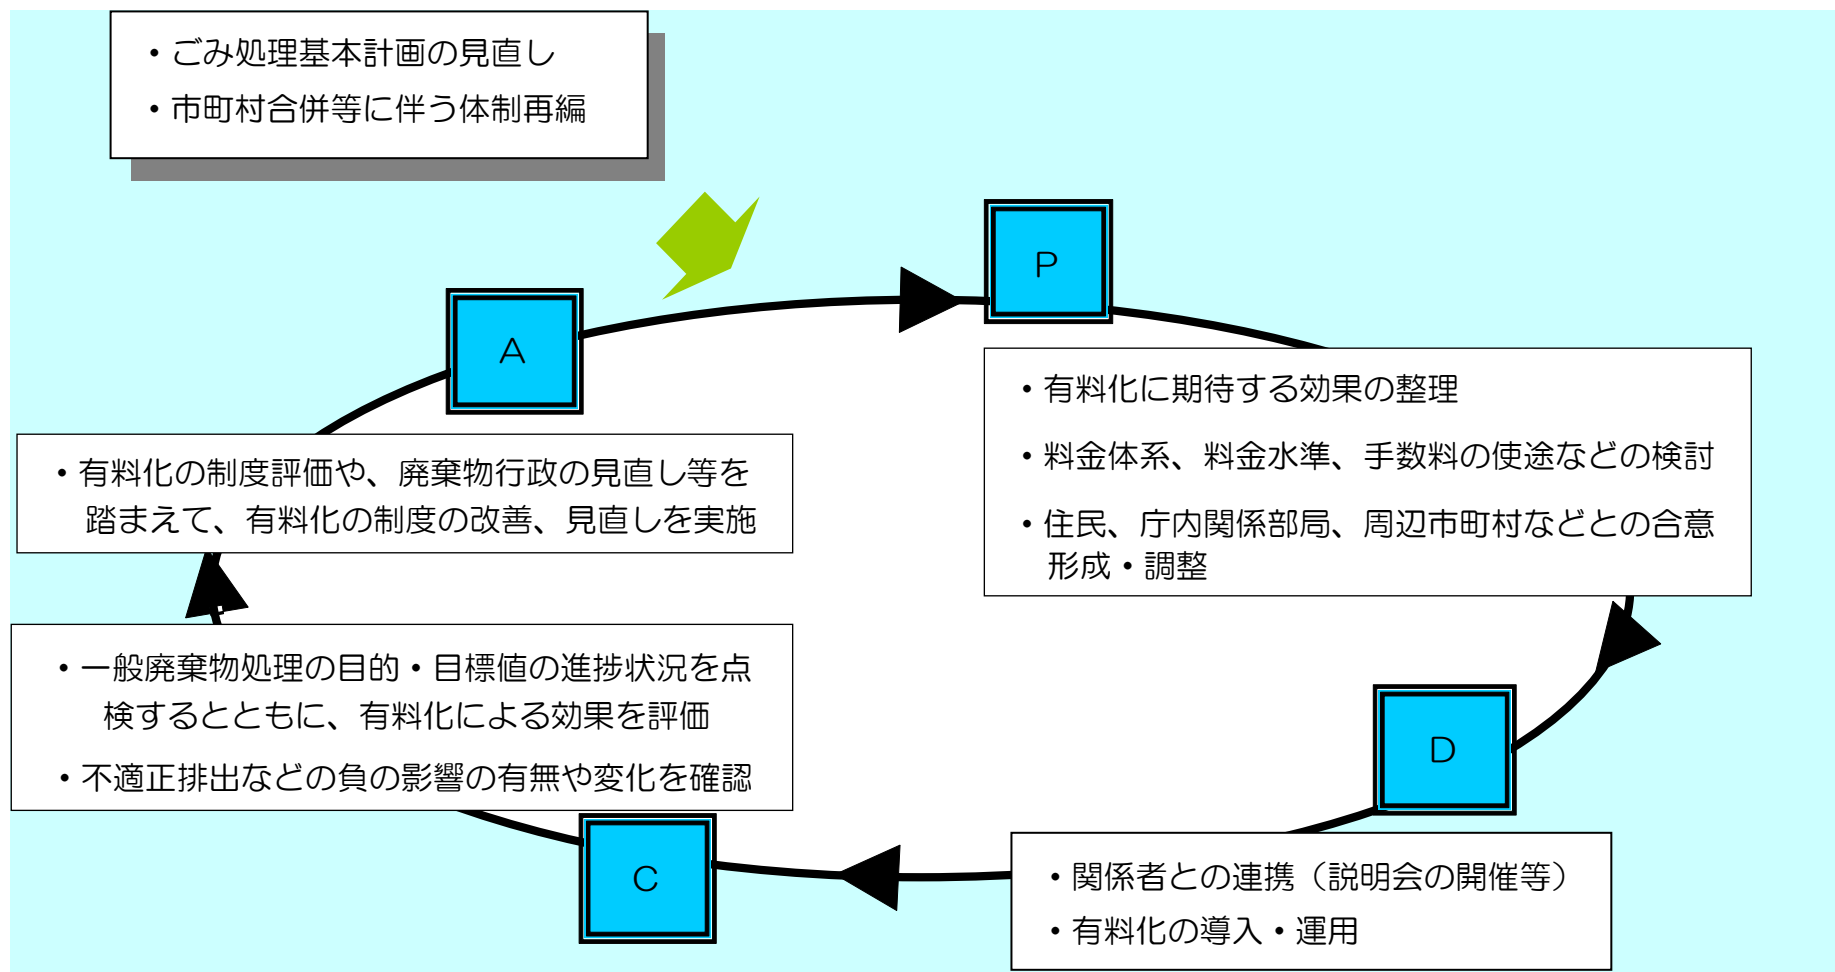 ・ごみ処理基本計画の見直し
・市町村合併等に伴う体制再編
P
A
・有料化に期待する効果の整理
・料金体系、料金水準、手数料の使途などの検討
・住民、庁内関係部局、周辺市町村などとの合意
形成・調整
・有料化の制度評価や、廃棄物行政の見直し等を
踏まえて、有料化の制度の改善、見直しを実施
・一般廃棄物処理の目的・目標値の進捗状況を点
検するとともに、有料化による効果を評価
・不適正排出などの負の影響の有無や変化を確認
D
C
・関係者との連携（説明会の開催等）
・有料化の導入・運用